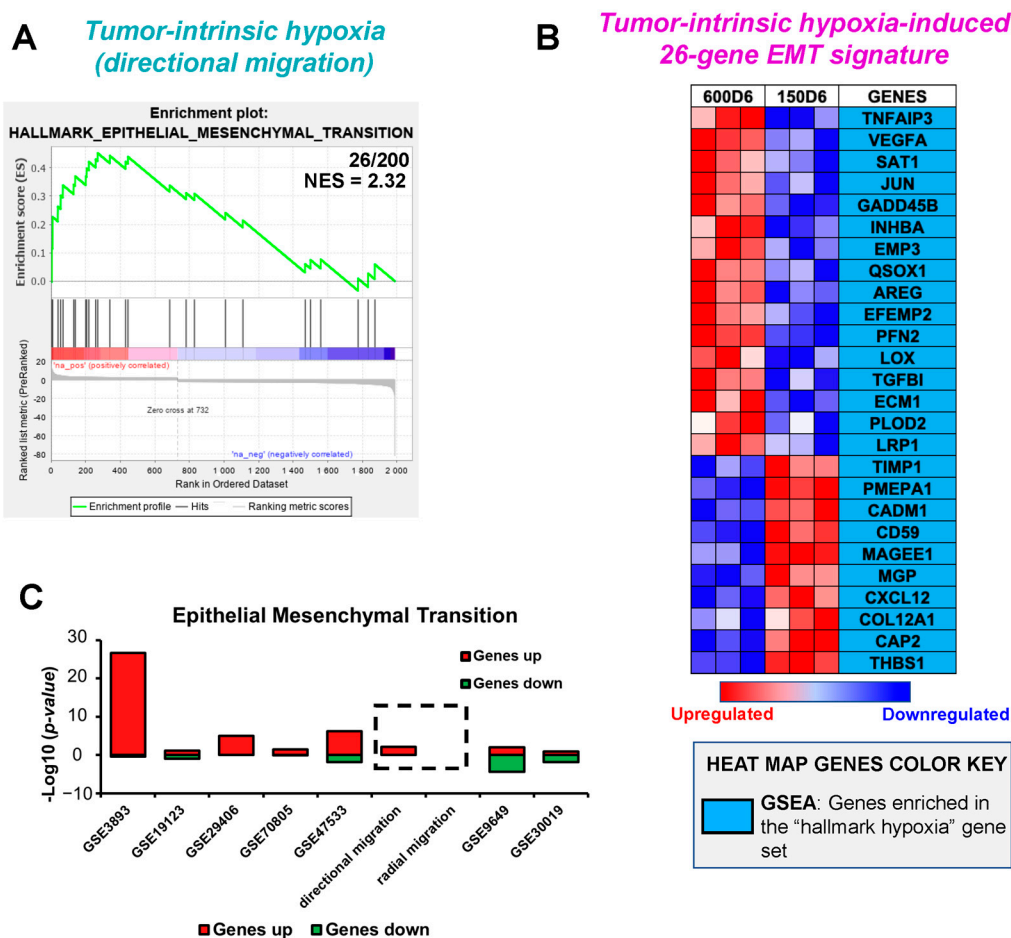 A
Tumor-intrinsic hypoxia
(directional migration)
Enrichment plot:
HALLMARK_EPITHELIAL_MESENCHYMAL_TRANSITION
26/200
NES = 2.32
Enrichment score (ES)
0.4
0.3
0.2
0.1
0.0
Ranked list metric (PreRanked)
20
0
-20
-40
-60
-80
'na_pos' (positively correlated)
Zero cross at 732
'na_neg' (negatively correlated)
0 200 400 600 800 1 000 1 200 1 400 1 600 1 800 2 000
Rank in Ordered Dataset
Enrichment profile Hits Ranking metric scores
B
Tumor-intrinsic hypoxia-induced
26-gene EMT signature
600D6 150D6 GENES
TNFAIP3
VEGFA
SAT1
JUN
GADD45B
INHBA
EMP3
QSOX1
AREG
EFEMP2
PFN2
LOX
TGFBI
ECM1
PLOD2
LRP1
TIMP1
PMEPA1
CADM1
CD59
MAGEE1
MGP
CXCL12
COL12A1
CAP2
THBS1
Upregulated Downregulated
HEAT MAP GENES COLOR KEY
GSEA: Genes enriched in
the "hallmark hypoxia" gene
set
C
Epithelial Mesenchymal Transition
-Log10 (p-value)
30
20
10
0
-10
Genes up
Genes down
GSE3893
GSE19123
GSE29406
GSE70805
GSE47533
directional migration
radial migration
GSE9649
GSE30019
Genes up Genes down